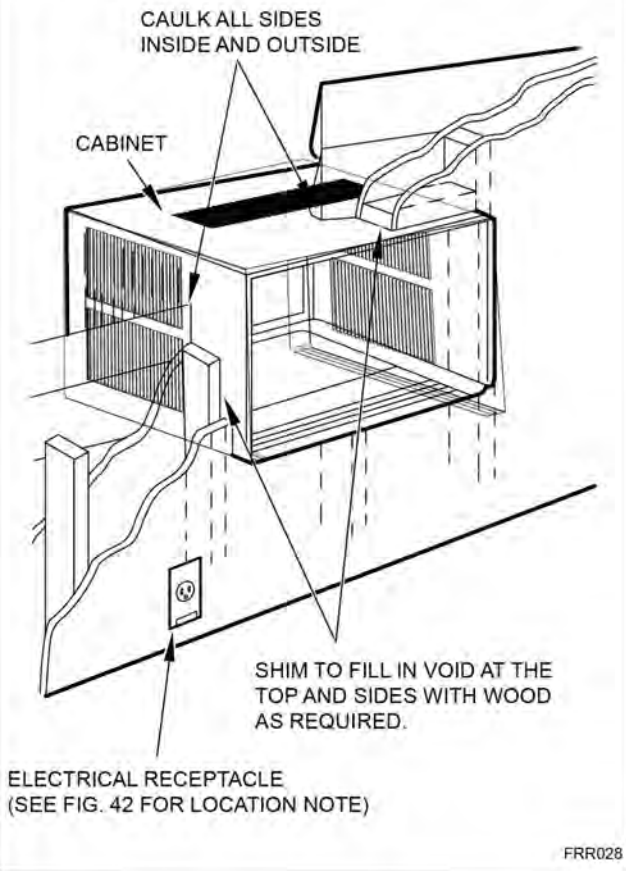 CAULK ALL SIDES
INSIDE AND OUTSIDE
CABINET
SHIM TO FILL IN VOID AT THE
TOP AND SIDES WITH WOOD
AS REQUIRED.
ELECTRICAL RECEPTACLE
(SEE FIG. 42 FOR LOCATION NOTE)
FRR028